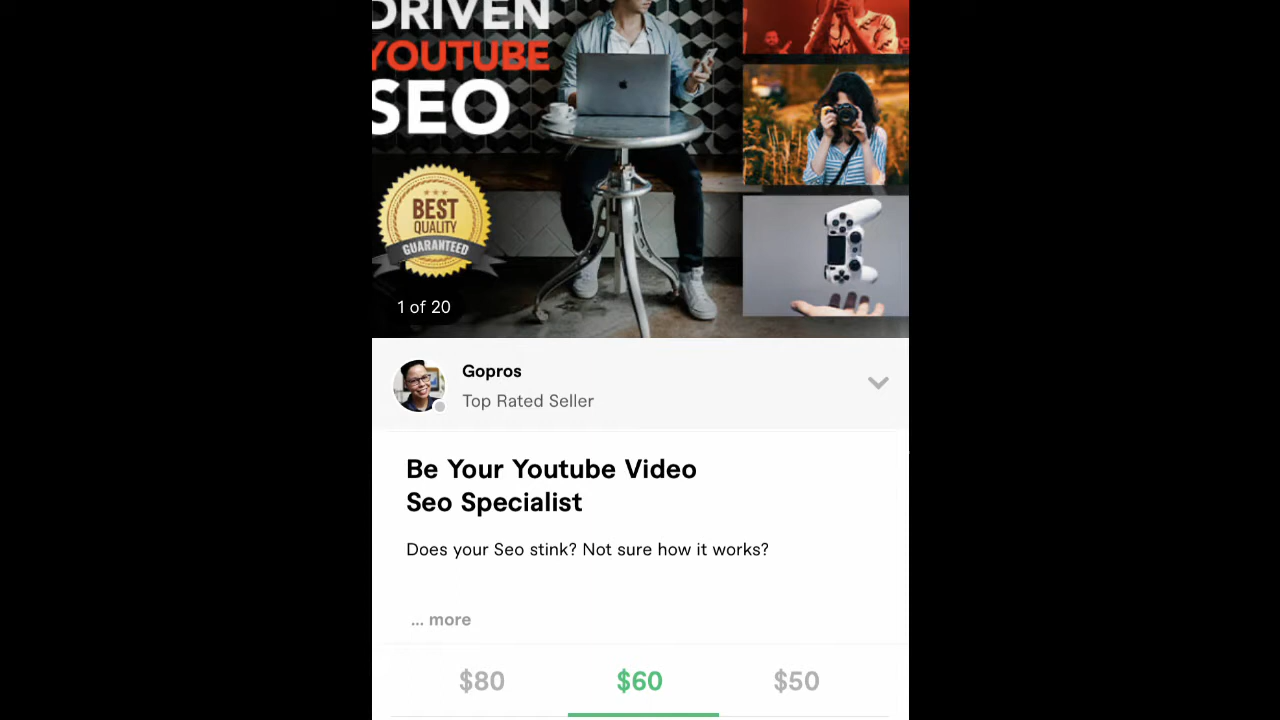 DRIVEN
YOUTUBE
SEO
BEST
QUALITY
GUARANTEED
1 of 20
Gopros
Top Rated Seller
Be Your Youtube Video
Seo Specialist
Does your Seo stink? Not sure how it works?
... more
$80 $60 $50